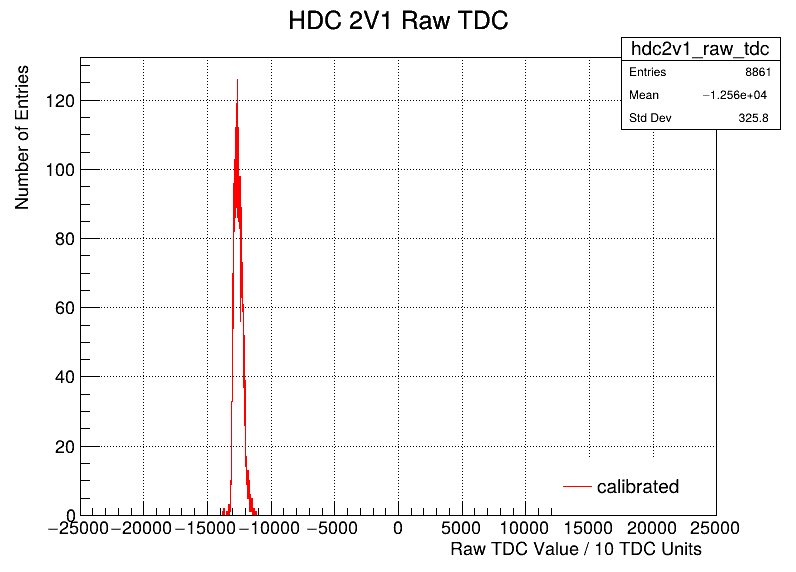 HDC 2V1 Raw TDC
hdc2v1_raw_tdc
Entries 8861
Mean −1.256e+04
Std Dev 325.8
Number of Entries
120
100
80
60
40
20
0
calibrated
−25000 −20000 −15000 −10000 −5000 0 5000 10000 15000 20000 25000
Raw TDC Value / 10 TDC Units